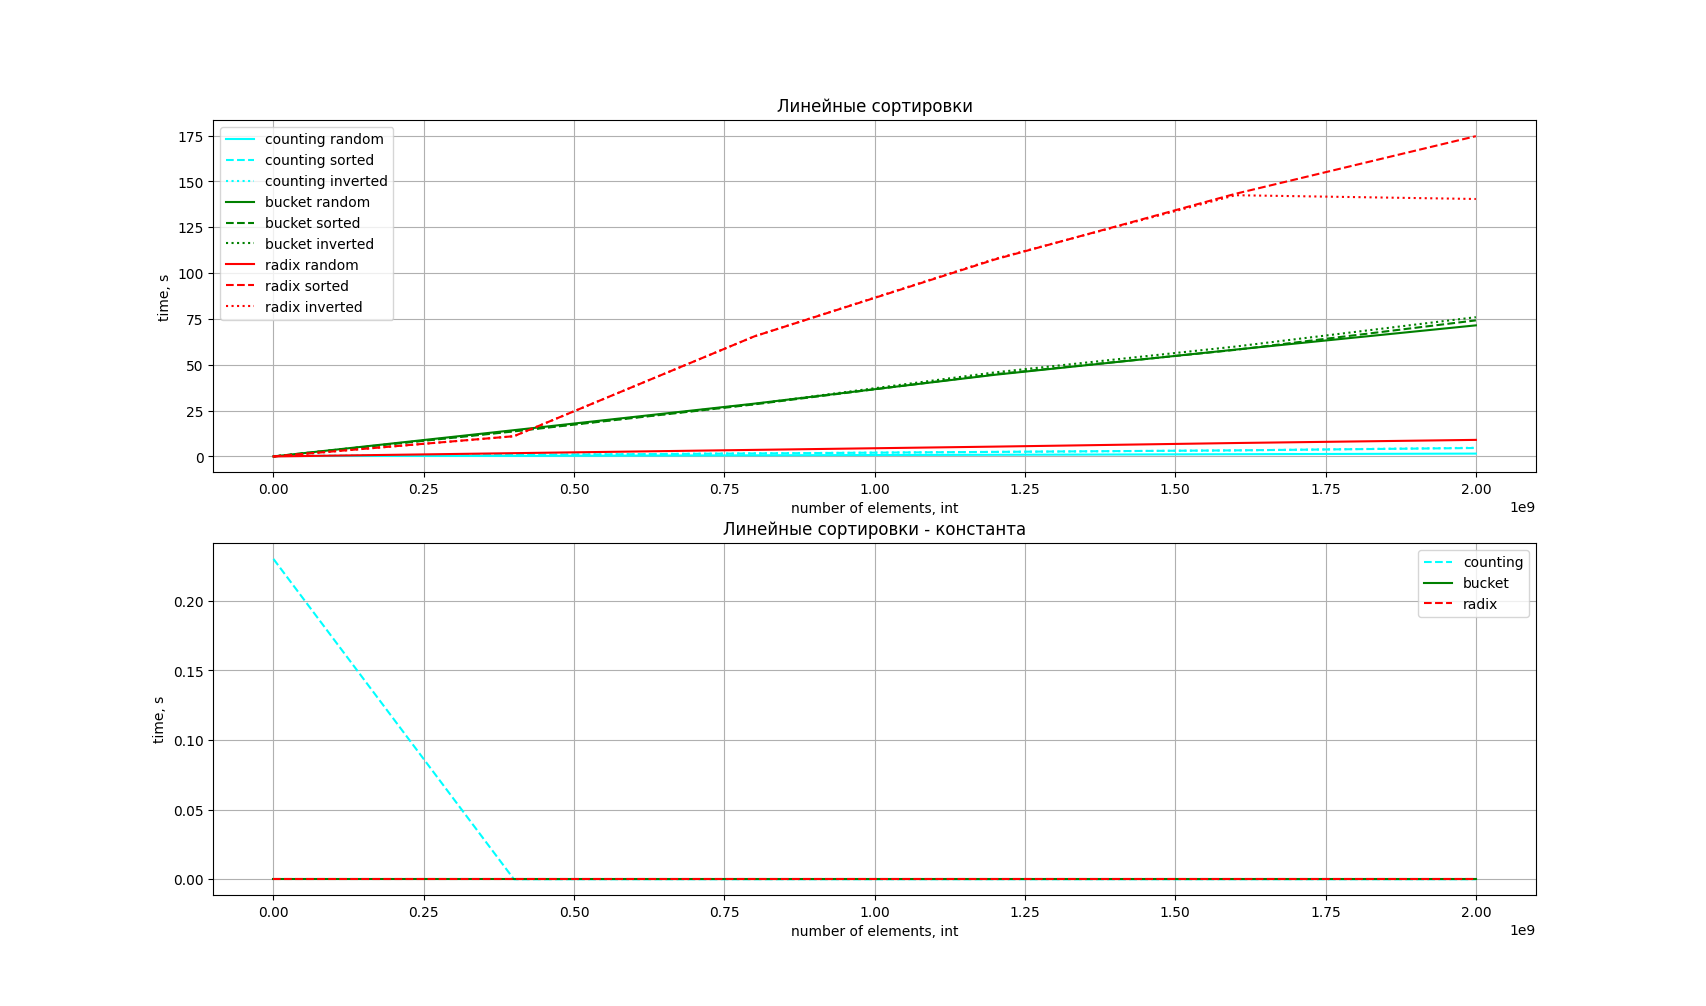 Линейные сортировки
175
150
125
100
75
50
25
0
time, s
counting random
counting sorted
counting inverted
bucket random
bucket sorted
bucket inverted
radix random
radix sorted
radix inverted
0.00 0.25 0.50 0.75 1.00 1.25 1.50 1.75 2.00
number of elements, int
1e9
Линейные сортировки - константа
0.20
0.15
0.10
0.05
0.00
time, s
counting
bucket
radix
0.00 0.25 0.50 0.75 1.00 1.25 1.50 1.75 2.00
number of elements, int
1e9